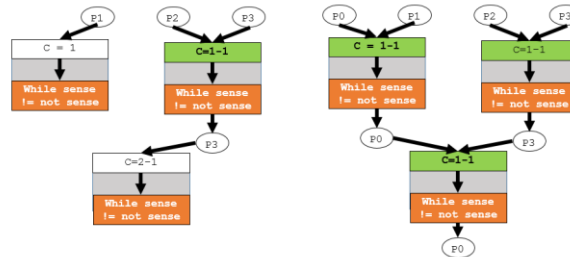 P1
P2
P3
P0
P1
P2
P3
C = 1
C=1-1
C = 1-1
C=1-1
While sense
!= not sense
While sense
!= not sense
While sense
!= not sense
While sense
!= not sense
P3
P0
P3
C=2-1
C=1-1
While sense
!= not sense
While sense
!= not sense
P0